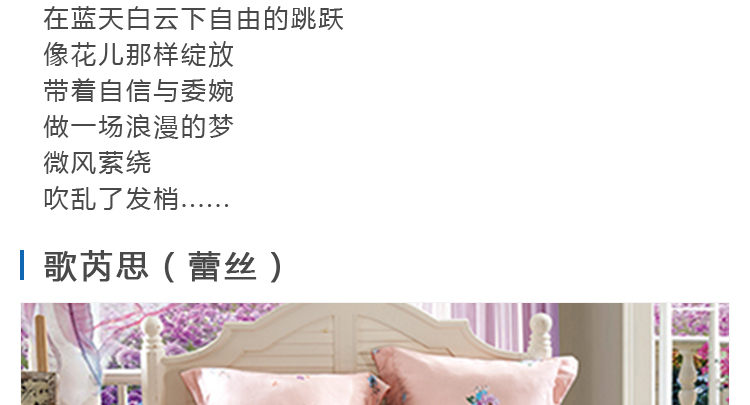 在蓝天白云下自由的跳跃
像花儿那样绽放
带着自信与委婉
做一场浪漫的梦
微风萦绕
吹乱了发梢......
歌芮思（蕾丝）